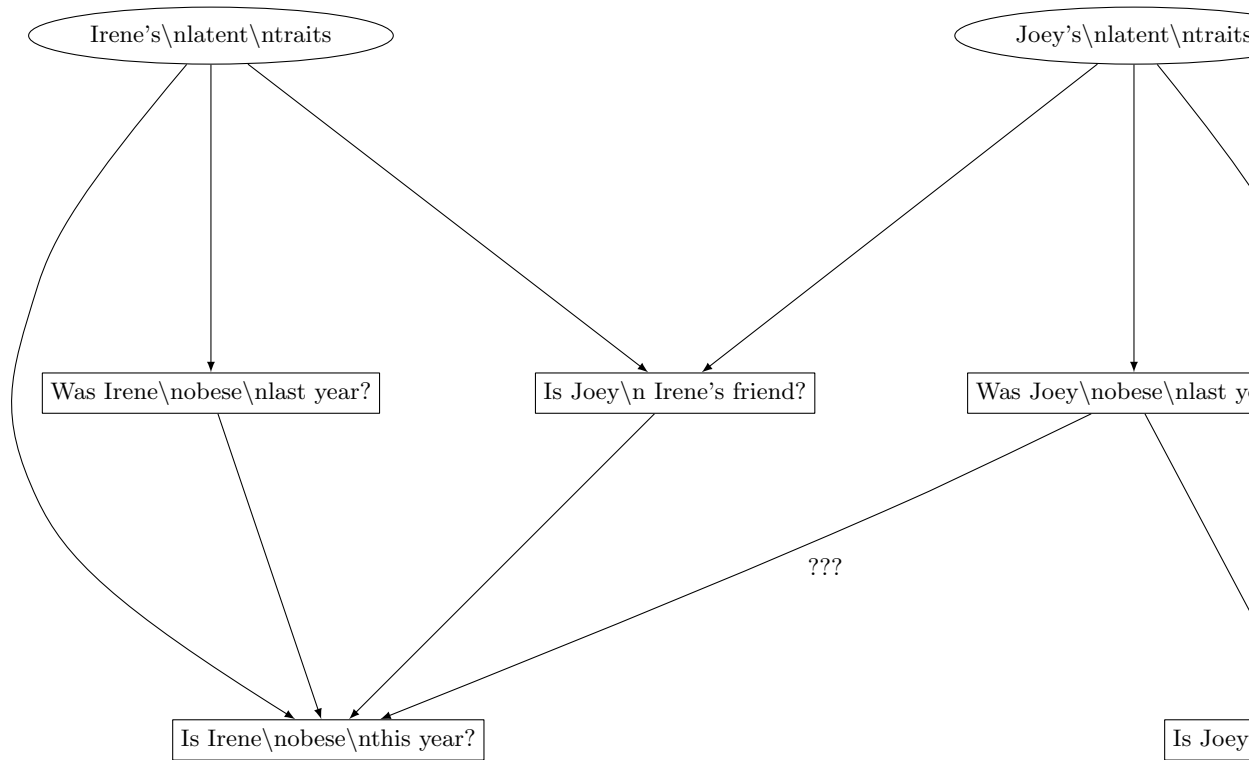 Irene's\nlatent\ntraits
Joey's\nlatent\ntraits
Was Irene\nobese\nlast year?
Is Joey\n Irene's friend?
Was Joey\nobese\nlast
???
Is Irene\nobese\nthis year?
Is Joey